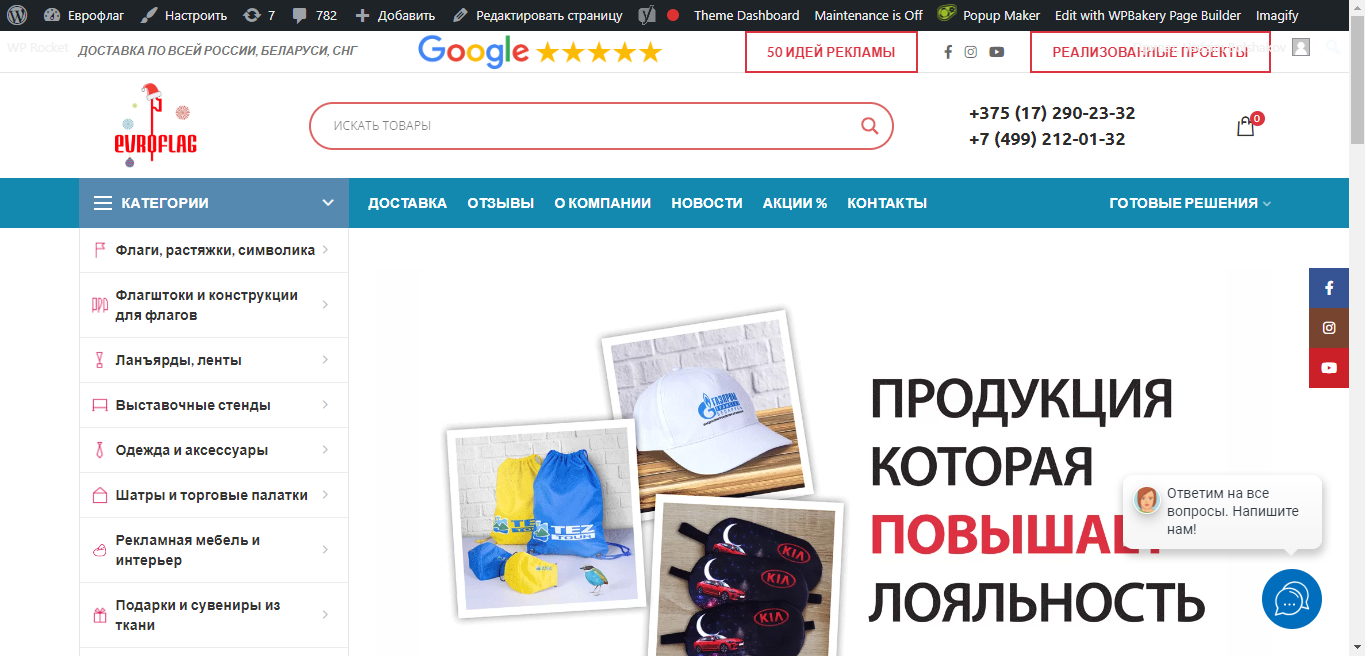 Еврофлаг Настроить 7 782 Добавить Редактировать страницу Theme Dashboard Maintenance is Off Popup Maker Edit with WPBakery Page Builder Imagify
WP Rocket ДОСТАВКА ПО ВСЕЙ РОССИИ, БЕЛАРУСИ, СНГ
Google
50 ИДЕЙ РЕКЛАМЫ
РЕАЛИЗОВАННЫЕ ПРОЕКТЫ
EVROFLAG
ИСКАТЬ ТОВАРЫ
+375 (17) 290-23-32
+7 (499) 212-01-32
0
КАТЕГОРИИ
ДОСТАВКА ОТЗЫВЫ О КОМПАНИИ НОВОСТИ АКЦИИ % КОНТАКТЫ ГОТОВЫЕ РЕШЕНИЯ
Флаги, растяжки, символика
Флагштоки и конструкции
для флагов
Ланъярды, ленты
Выставочные стенды
Одежда и аксессуары
Шатры и торговые палатки
Рекламная мебель и
интерьер
Подарки и сувениры из
ткани
ГАЗПРОМ
TEZ
TOUR
KIA
KIA
KIA
ПРОДУКЦИЯ
КОТОРАЯ
ПОВЫШАЕТ
ЛОЯЛЬНОСТЬ
Ответим на все
вопросы. Напишите
нам!